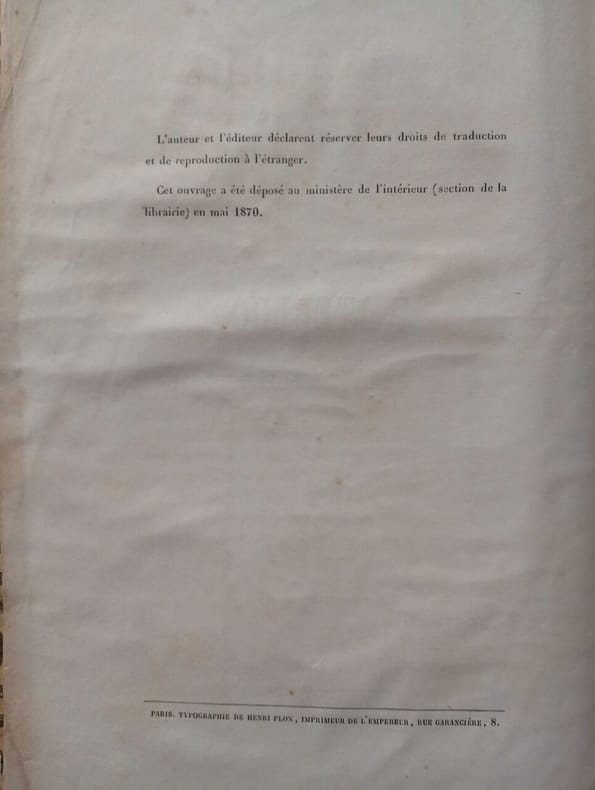 L'auteur et l'éditeur déclarent réserver leurs droits de traduction
et de reproduction à l'étranger.
Cet ouvrage a été déposé au ministère de l'intérieur (section de la
librairie) en mai 1870.
PARIS. TYPOGRAPHIE DE HENRI PLON, IMPRIMEUR DE L'EMPEREUR, RUE GARANCIÈRE, 8.